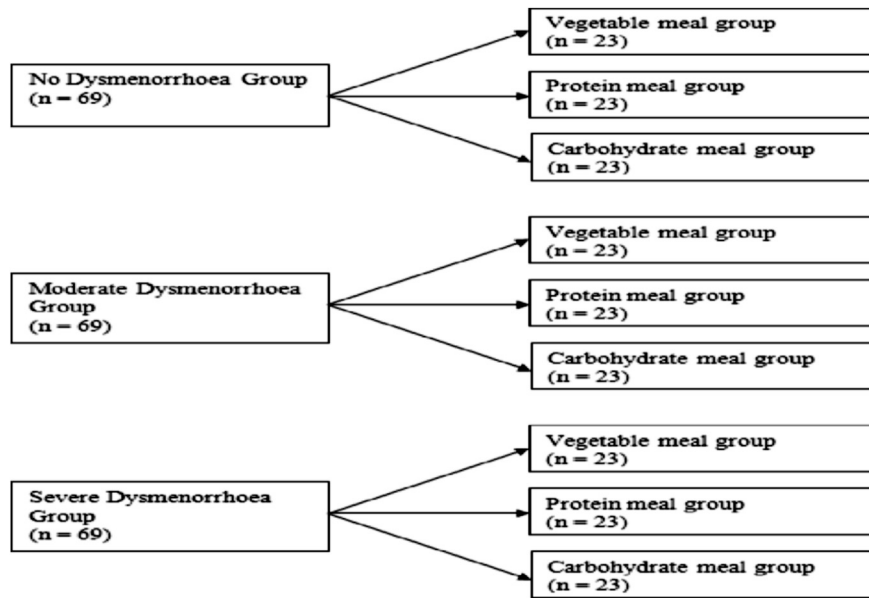 No Dysmenorrhoea Group
(n = 69)
Vegetable meal group
(n = 23)
Protein meal group
(n = 23)
Carbohydrate meal group
(n = 23)
Moderate Dysmenorrhoea
Group
(n = 69)
Vegetable meal group
(n = 23)
Protein meal group
(n = 23)
Carbohydrate meal group
(n = 23)
Severe Dysmenorrhoea
Group
(n = 69)
Vegetable meal group
(n = 23)
Protein meal group
(n = 23)
Carbohydrate meal group
(n = 23)